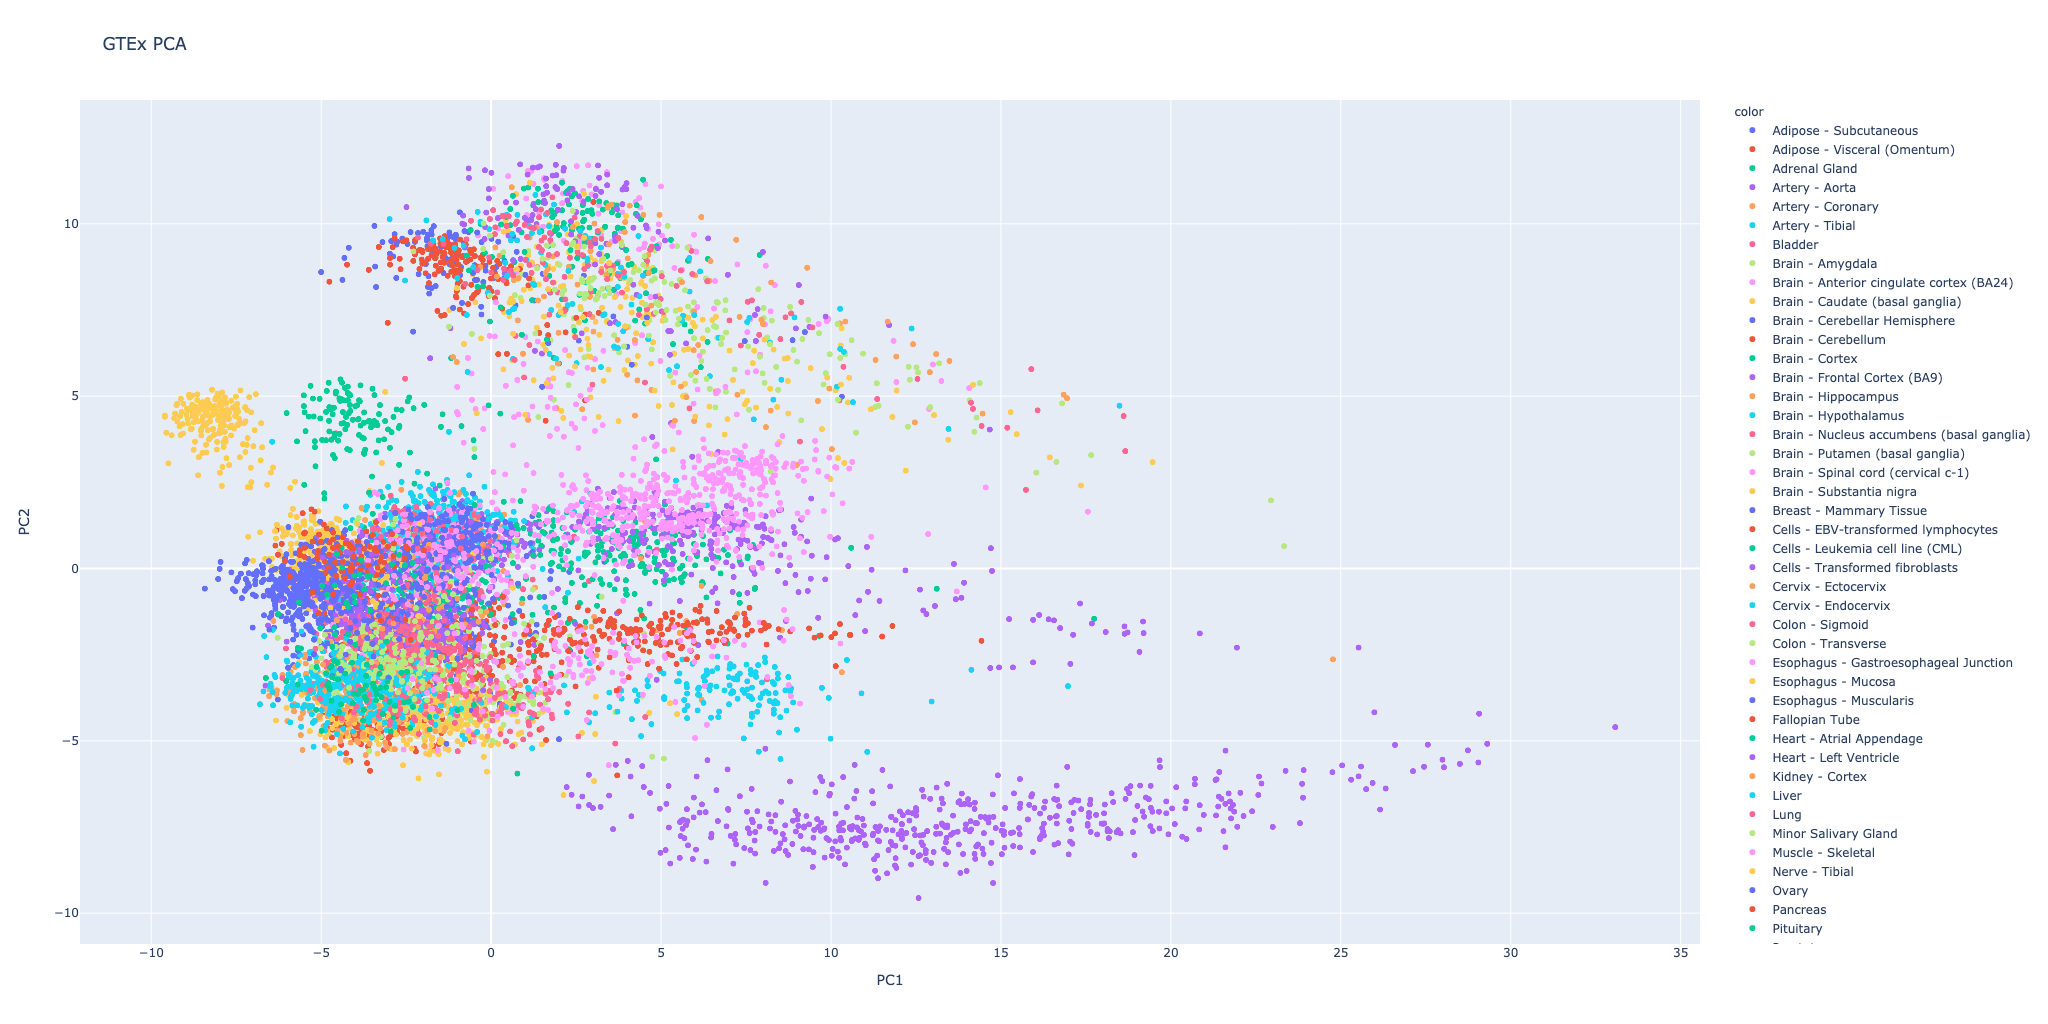 GTEx PCA
10
5
0
−5
−10
PC2
−10
−5
0
5
10
15
20
25
30
35
PC1
color
Adipose - Subcutaneous
Adipose - Visceral (Omentum)
Adrenal Gland
Artery - Aorta
Artery - Coronary
Artery - Tibial
Bladder
Brain - Amygdala
Brain - Anterior cingulate cortex (BA24)
Brain - Caudate (basal ganglia)
Brain - Cerebellar Hemisphere
Brain - Cerebellum
Brain - Cortex
Brain - Frontal Cortex (BA9)
Brain - Hippocampus
Brain - Hypothalamus
Brain - Nucleus accumbens (basal ganglia)
Brain - Putamen (basal ganglia)
Brain - Spinal cord (cervical c-1)
Brain - Substantia nigra
Breast - Mammary Tissue
Cells - EBV-transformed lymphocytes
Cells - Leukemia cell line (CML)
Cells - Transformed fibroblasts
Cervix - Ectocervix
Cervix - Endocervix
Colon - Sigmoid
Colon - Transverse
Esophagus - Gastroesophageal Junction
Esophagus - Mucosa
Esophagus - Muscularis
Fallopian Tube
Heart - Atrial Appendage
Heart - Left Ventricle
Kidney - Cortex
Liver
Lung
Minor Salivary Gland
Muscle - Skeletal
Nerve - Tibial
Ovary
Pancreas
Pituitary